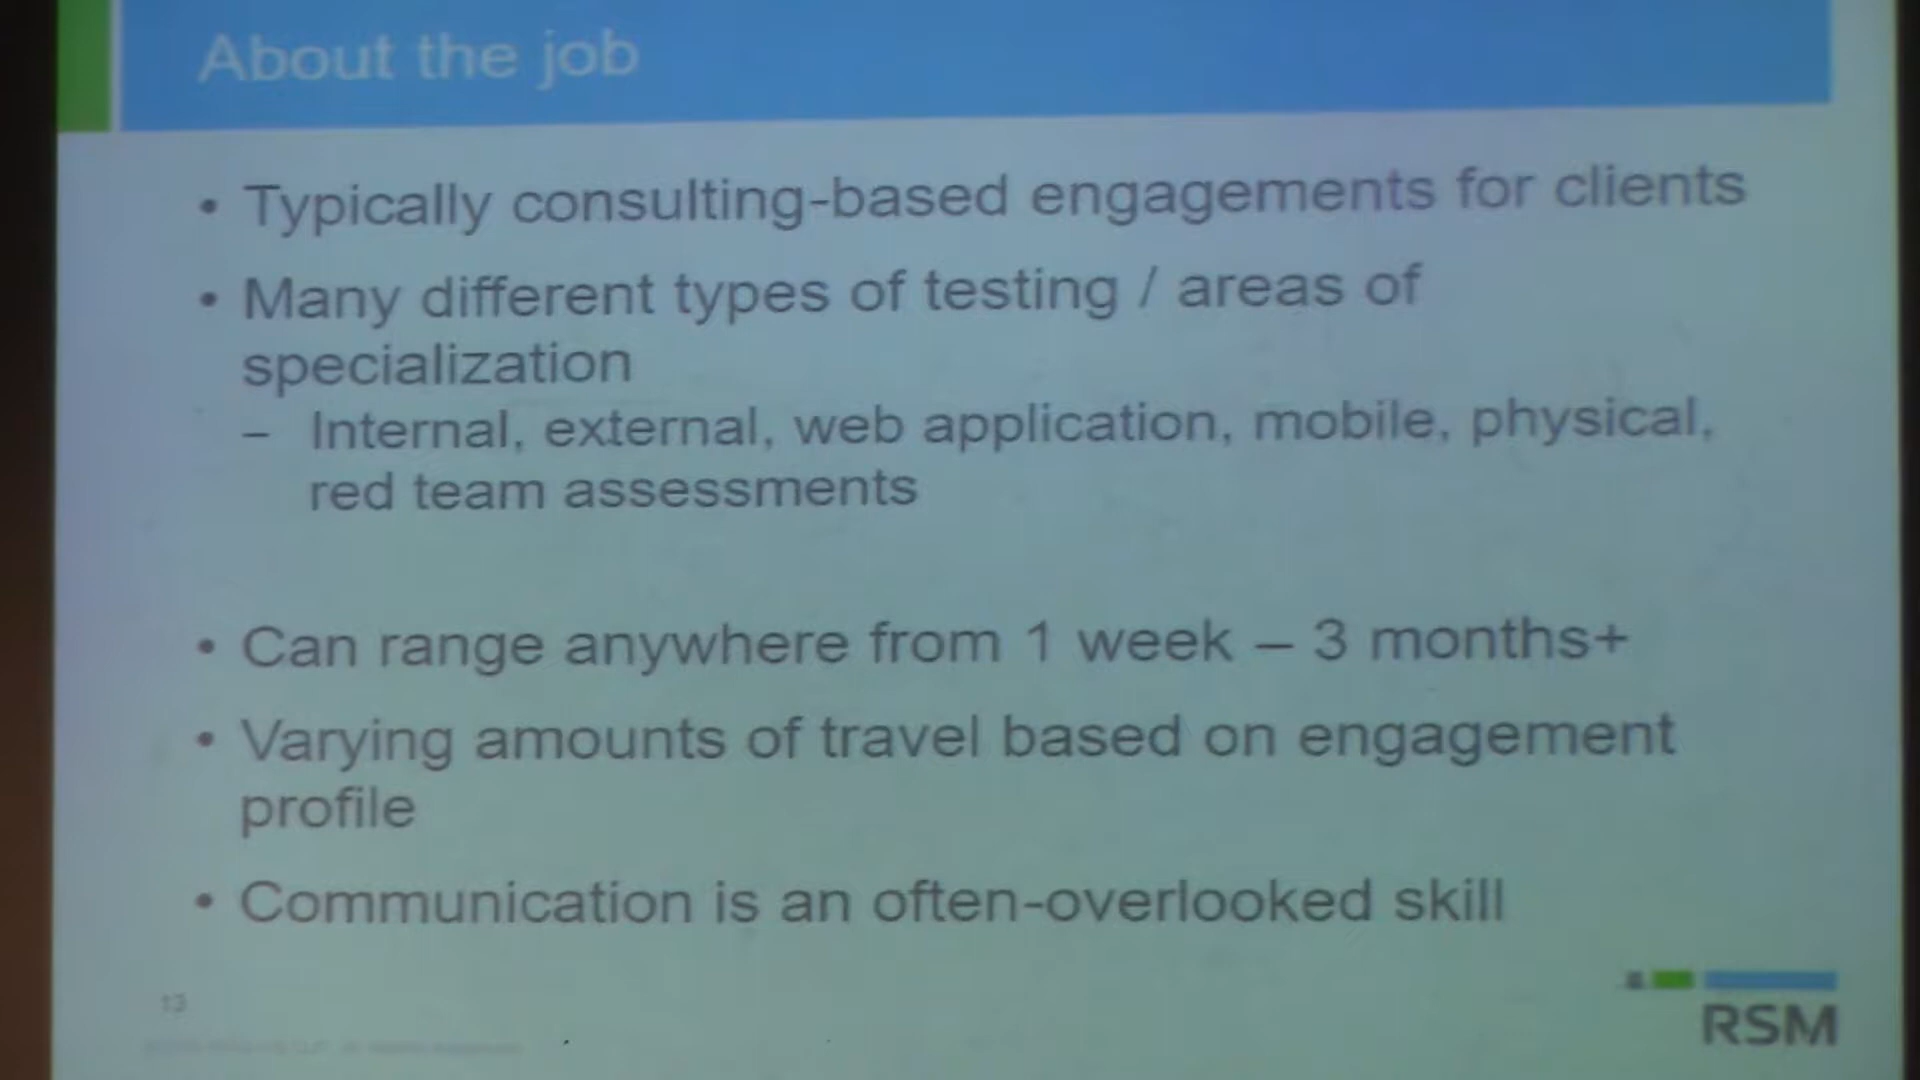 About the job
• Typically consulting-based engagements for clients
• Many different types of testing / areas of
specialization
– Internal, external, web application, mobile, physical,
red team assessments
• Can range anywhere from 1 week – 3 months+
• Varying amounts of travel based on engagement
profile
• Communication is an often-overlooked skill
13
RSM